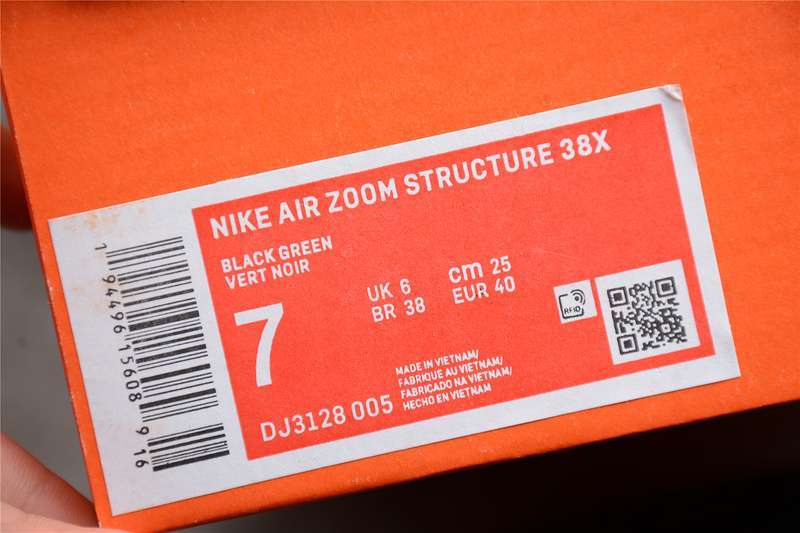 NIKE AIR ZOOM STRUCTURE 38X
BLACK GREEN
VERT NOIR
7
UK 6
BR 38
cm 25
EUR 40
RFID
MADE IN VIETNAM/
FABRIQUE AU VIETNAM/
FABRICADO NA VIETNAM/
HECHO EN VIETNAM
DJ3128 005
1 94496 15608 9 16